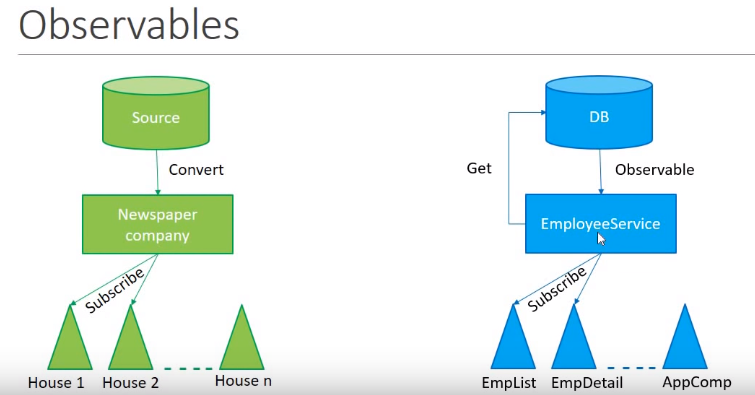 Observables
Source
Convert
Newspaper
company
Subscribe
House 1
House 2
House n
DB
Get
Observable
EmployeeService
Subscribe
EmpList
EmpDetail
AppComp